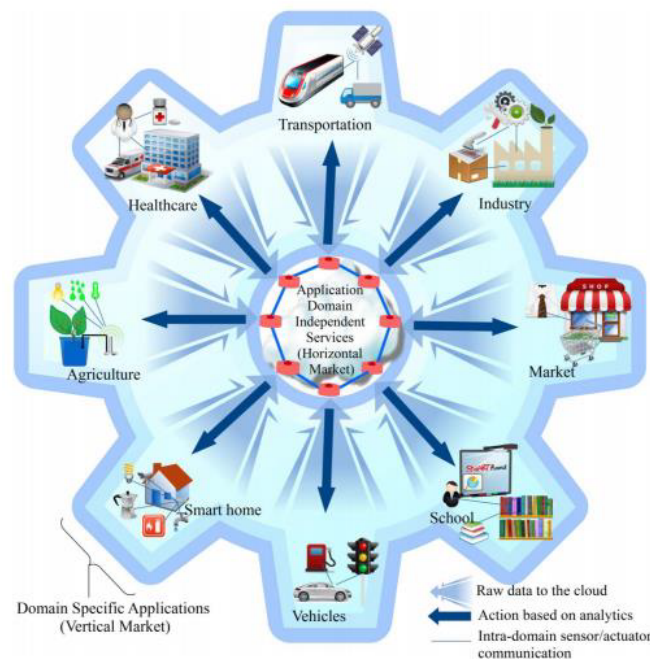 Transportation
Healthcare
Industry
Application
Domain
Independent
Services
(Horizontal
Market)
SHOP
Agriculture
Market
Smart home
School
Vehicles
Domain Specific Applications
(Vertical Market)
Raw data to the cloud
Action based on analytics
Intra-domain sensor/actuator
communication